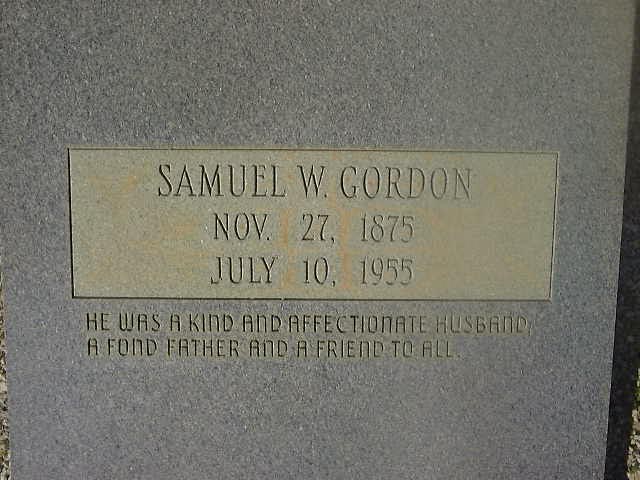 SAMUEL W. GORDON
NOV. 27, 1875
JULY 10, 1955
HE WAS A KIND AND AFFECTIONATE HUSBAND,
A FOND FATHER AND A FRIEND TO ALL.